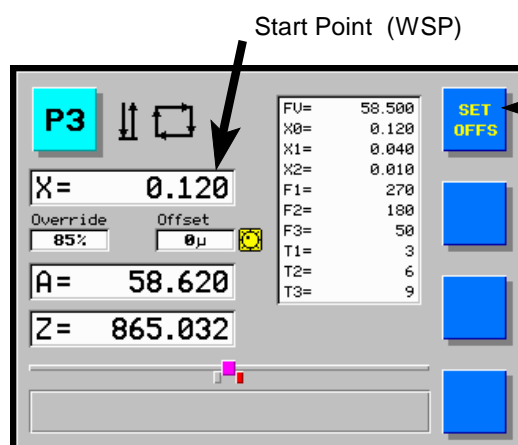 Start Point (WSP)
P3
X= 0.120
Override Offset
85% 0µ
A= 58.620
Z= 865.032
FV= 58.500
X0= 0.120
X1= 0.040
X2= 0.010
F1= 270
F2= 180
F3= 50
T1= 3
T2= 6
T3= 9
SET
OFFS